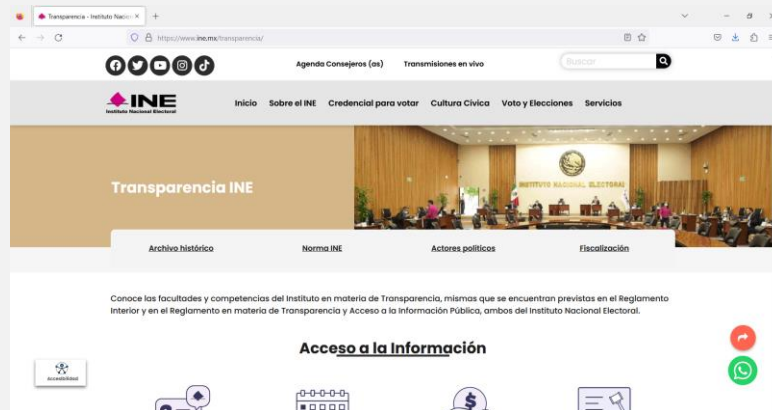 Transparencia - Instituto Nacion
https://www.ine.mx/transparencia/
Agenda Consejeros (as) Transmisiones en vivo Buscar
INE
Instituto Nacional Electoral
Inicio Sobre el INE Credencial para votar Cultura Cívica Voto y Elecciones Servicios
INSTITUTO NACIONAL ELECTORAL
Transparencia INE
Archivo histórico Norma INE Actores políticos Fiscalización
Conoce las facultades y competencias del Instituto en materia de Transparencia, mismas que se encuentran previstas en el Reglamento
Interior y en el Reglamento en materia de Transparencia y Acceso a la Información Pública, ambos del Instituto Nacional Electoral.
Acceso a la Información
Accesibilidad